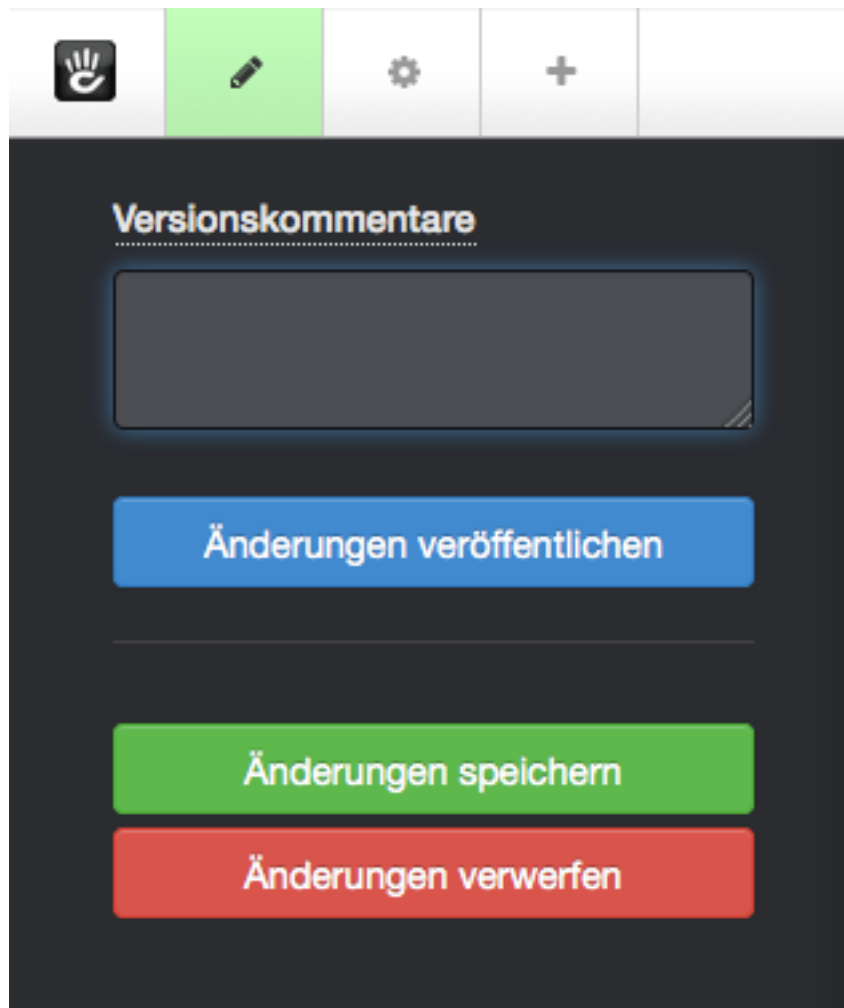 Versionskommentare
Änderungen veröffentlichen
Änderungen speichern
Änderungen verwerfen